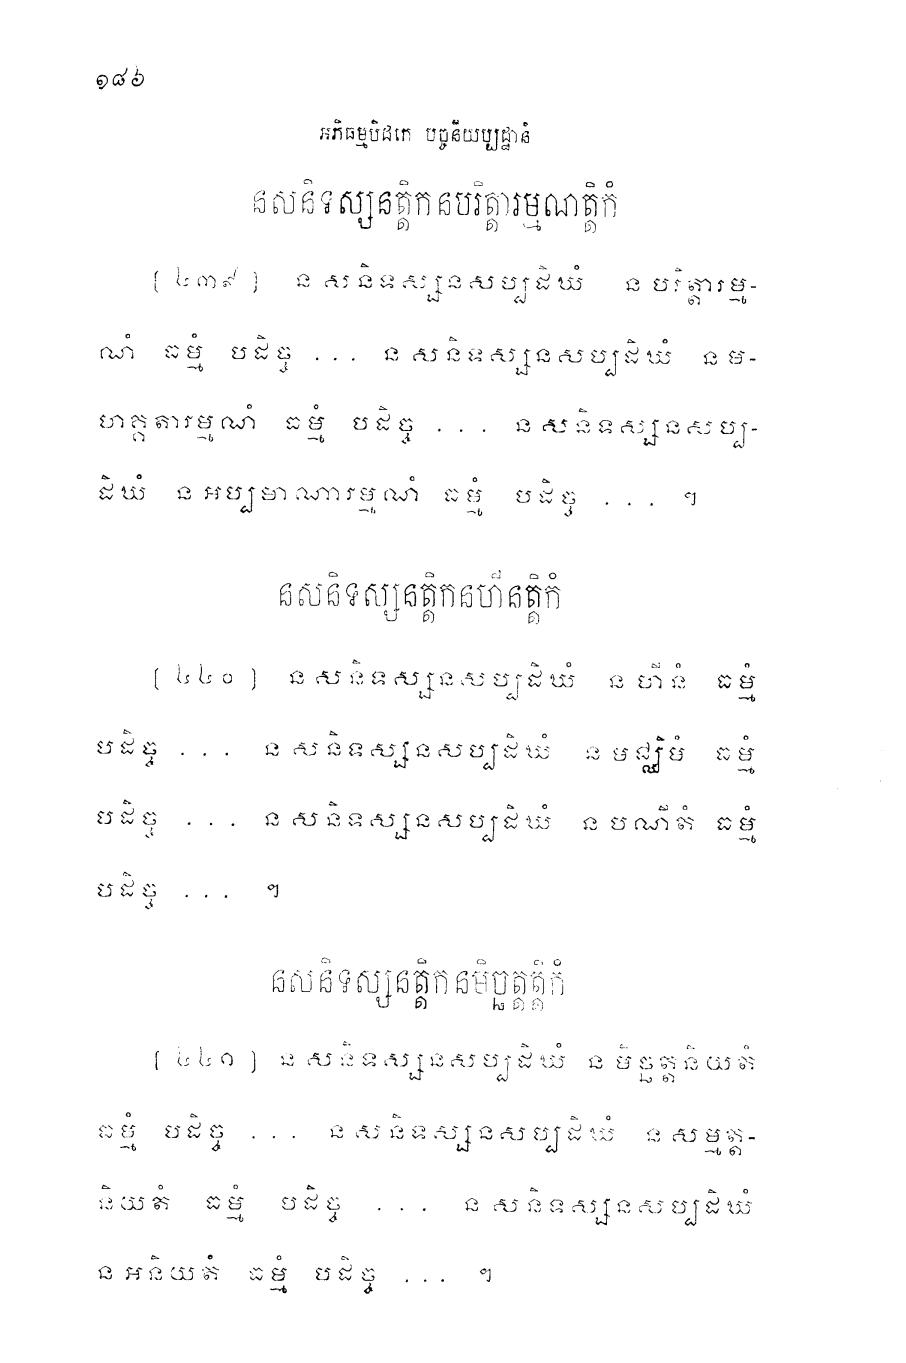 ១៨៦
អភិធម្មបិដកេ បច្ចនីយប្បដ្ឋានំ
នសនិទស្សនត្តិកនបរិត្តារម្មណត្តិកំ
[ ៤៣៩ ] ន សនិទស្សនសប្បដិឃំ ន បរិត្តារម្ម-
ណំ ធម្មំ បដិច្ច ... ន សនិទស្សនសប្បដិឃំ ន ម-
ហគ្គតារម្មណំ ធម្មំ បដិច្ច ... ន សនិទស្សនសប្ប-
ដិឃំ ន អប្បមាណារម្មណំ ធម្មំ បដិច្ច ... ។
នសនិទស្សនត្តិកនហីនត្តិកំ
[ ៤៤០ ] ន សនិទស្សនសប្បដិឃំ ន ហីនំ ធម្មំ
បដិច្ច ... ន សនិទស្សនសប្បដិឃំ ន មជ្ឈិមំ ធម្មំ
បដិច្ច ... ន សនិទស្សនសប្បដិឃំ ន បណីតំ ធម្មំ
បដិច្ច ... ។
នសនិទស្សនត្តិកនមិច្ឆត្តត្តិកំ
[ ៤៤១ ] ន សនិទស្សនសប្បដិឃំ ន មិច្ឆត្តនិយតំ
ធម្មំ បដិច្ច ... ន សនិទស្សនសប្បដិឃំ ន សម្មត្ត-
និយតំ ធម្មំ បដិច្ច ... ន សនិទស្សនសប្បដិឃំ
ន អនិយតំ ធម្មំ បដិច្ច ... ។